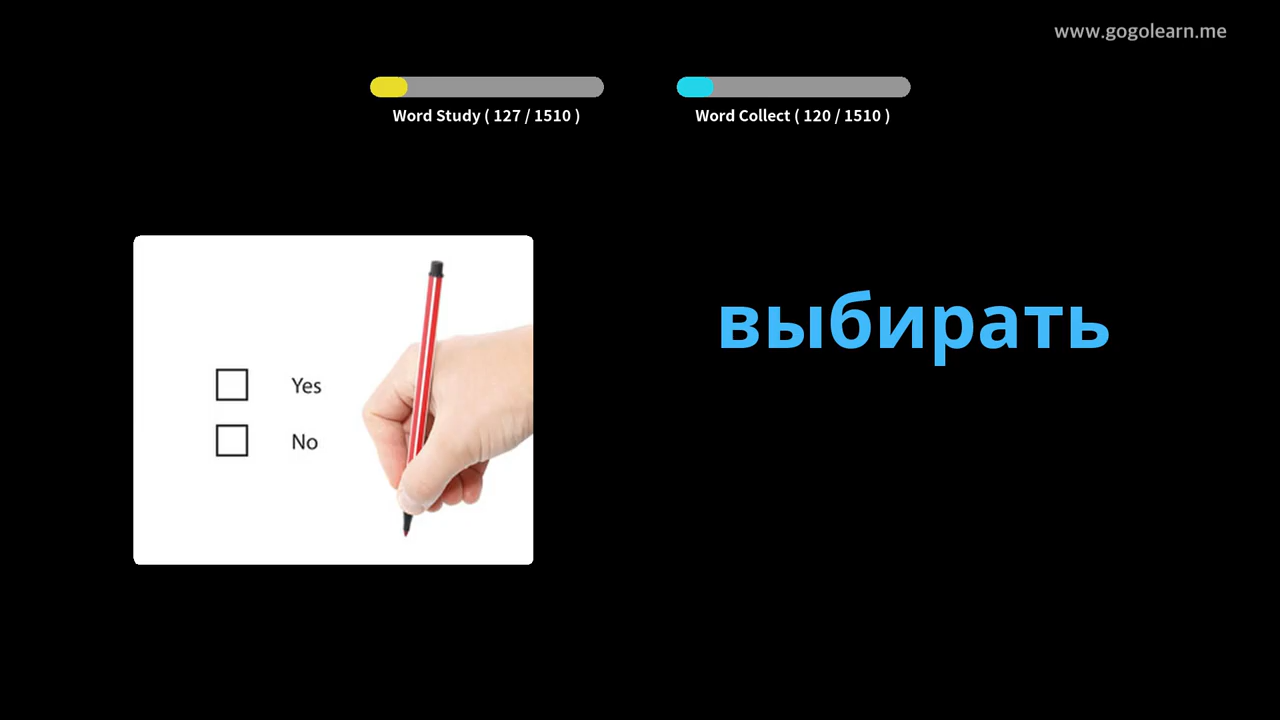 www.gogolearn.me
Word Study ( 127 / 1510 )
Word Collect ( 120 / 1510 )
выбирать
Yes
No